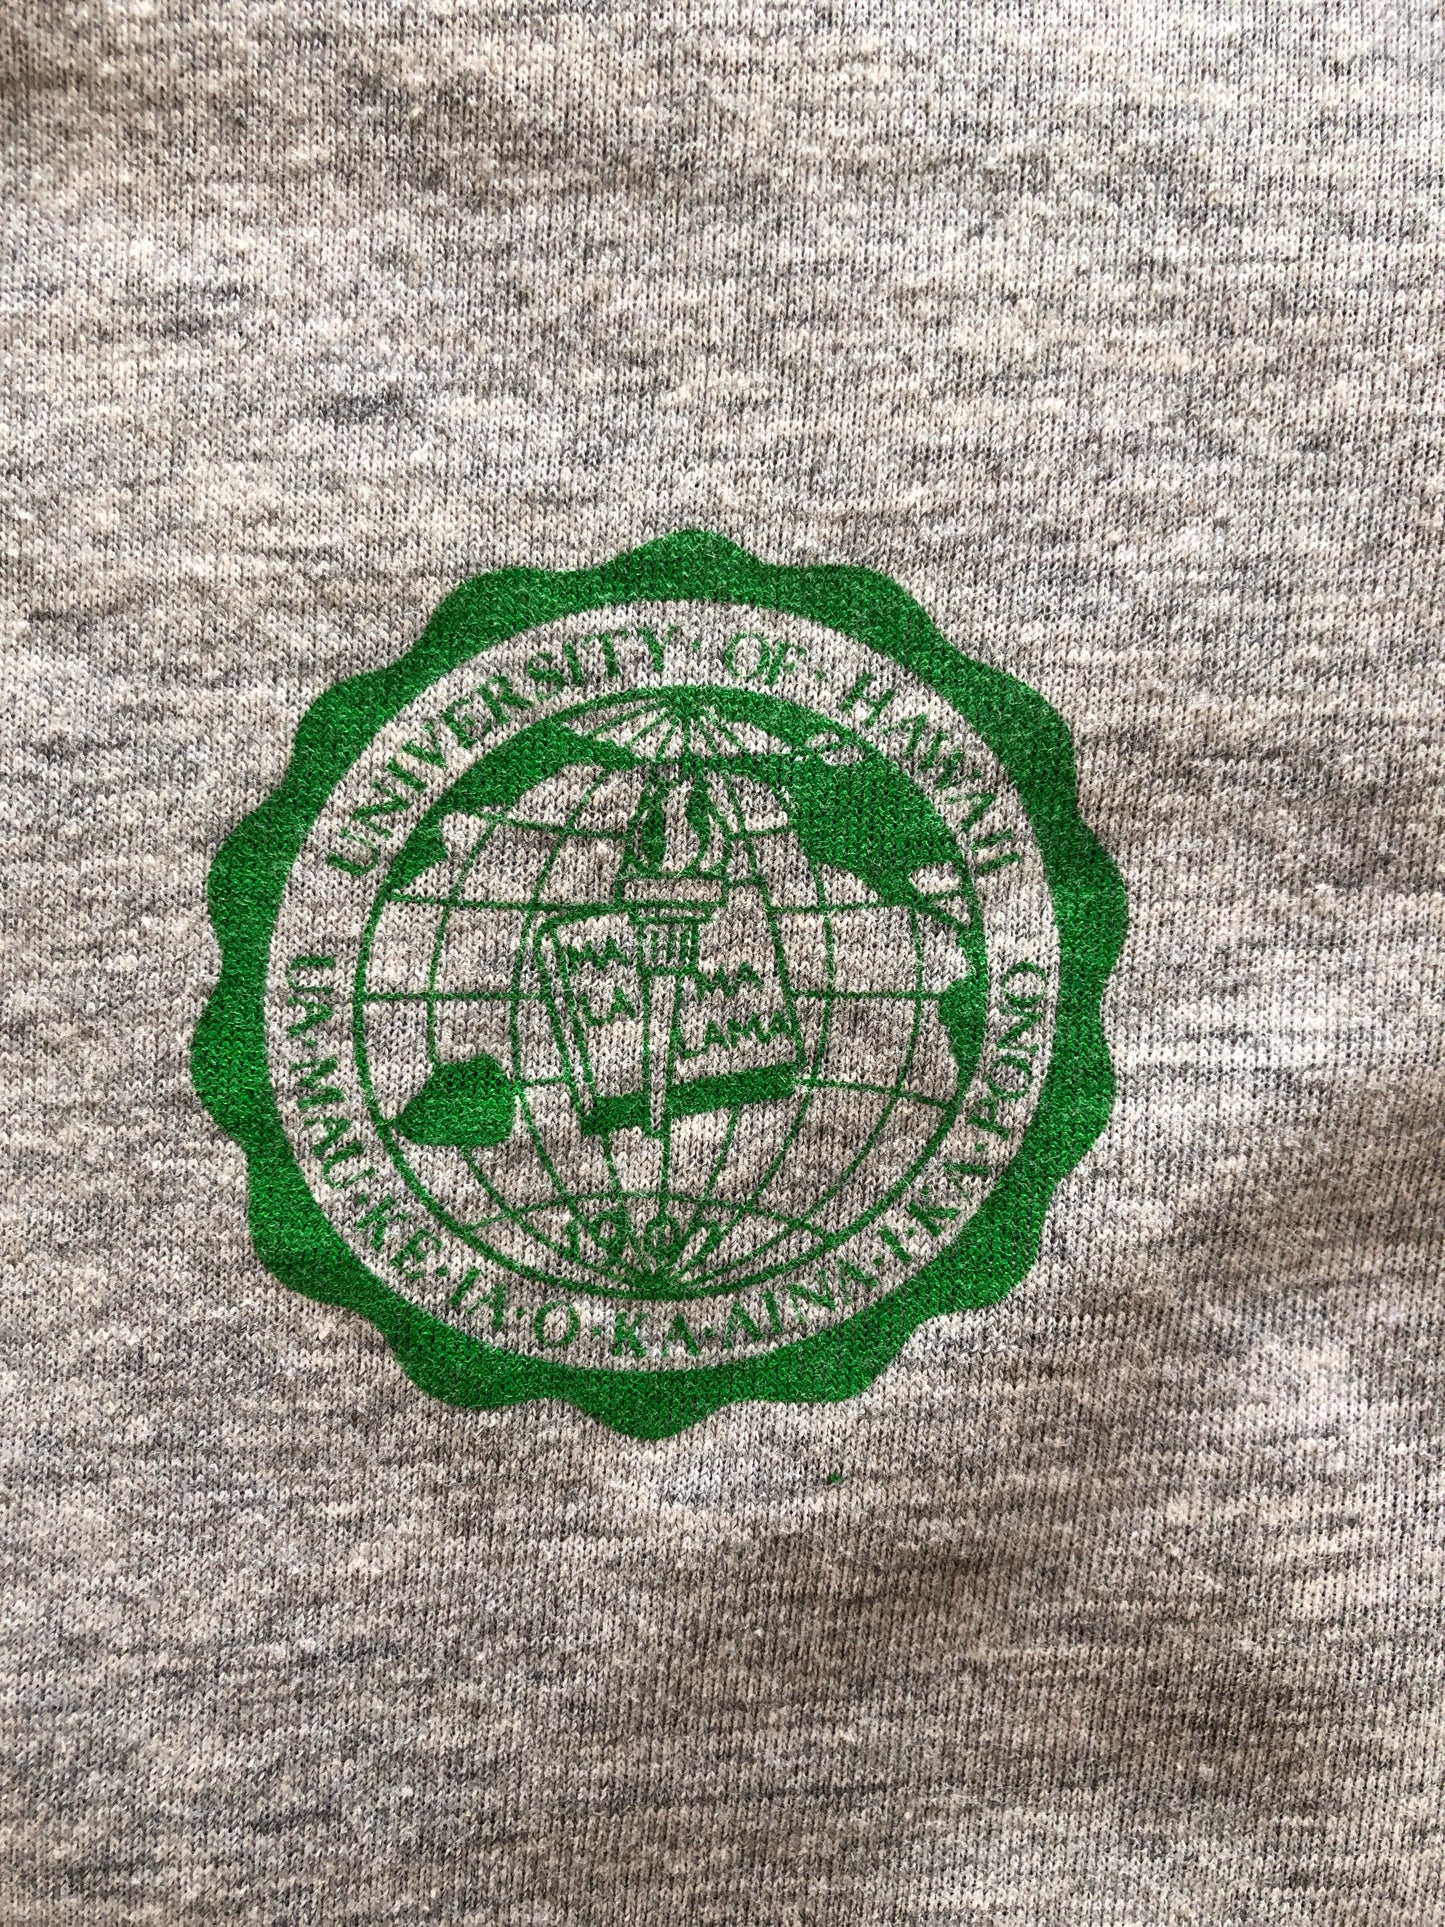 UNIVERSITY · OF · HAWAII
MA
LA
MA
LAMA
1907
UA · MAU · KE · EA · O · KA · AINA · I · KA · PONO